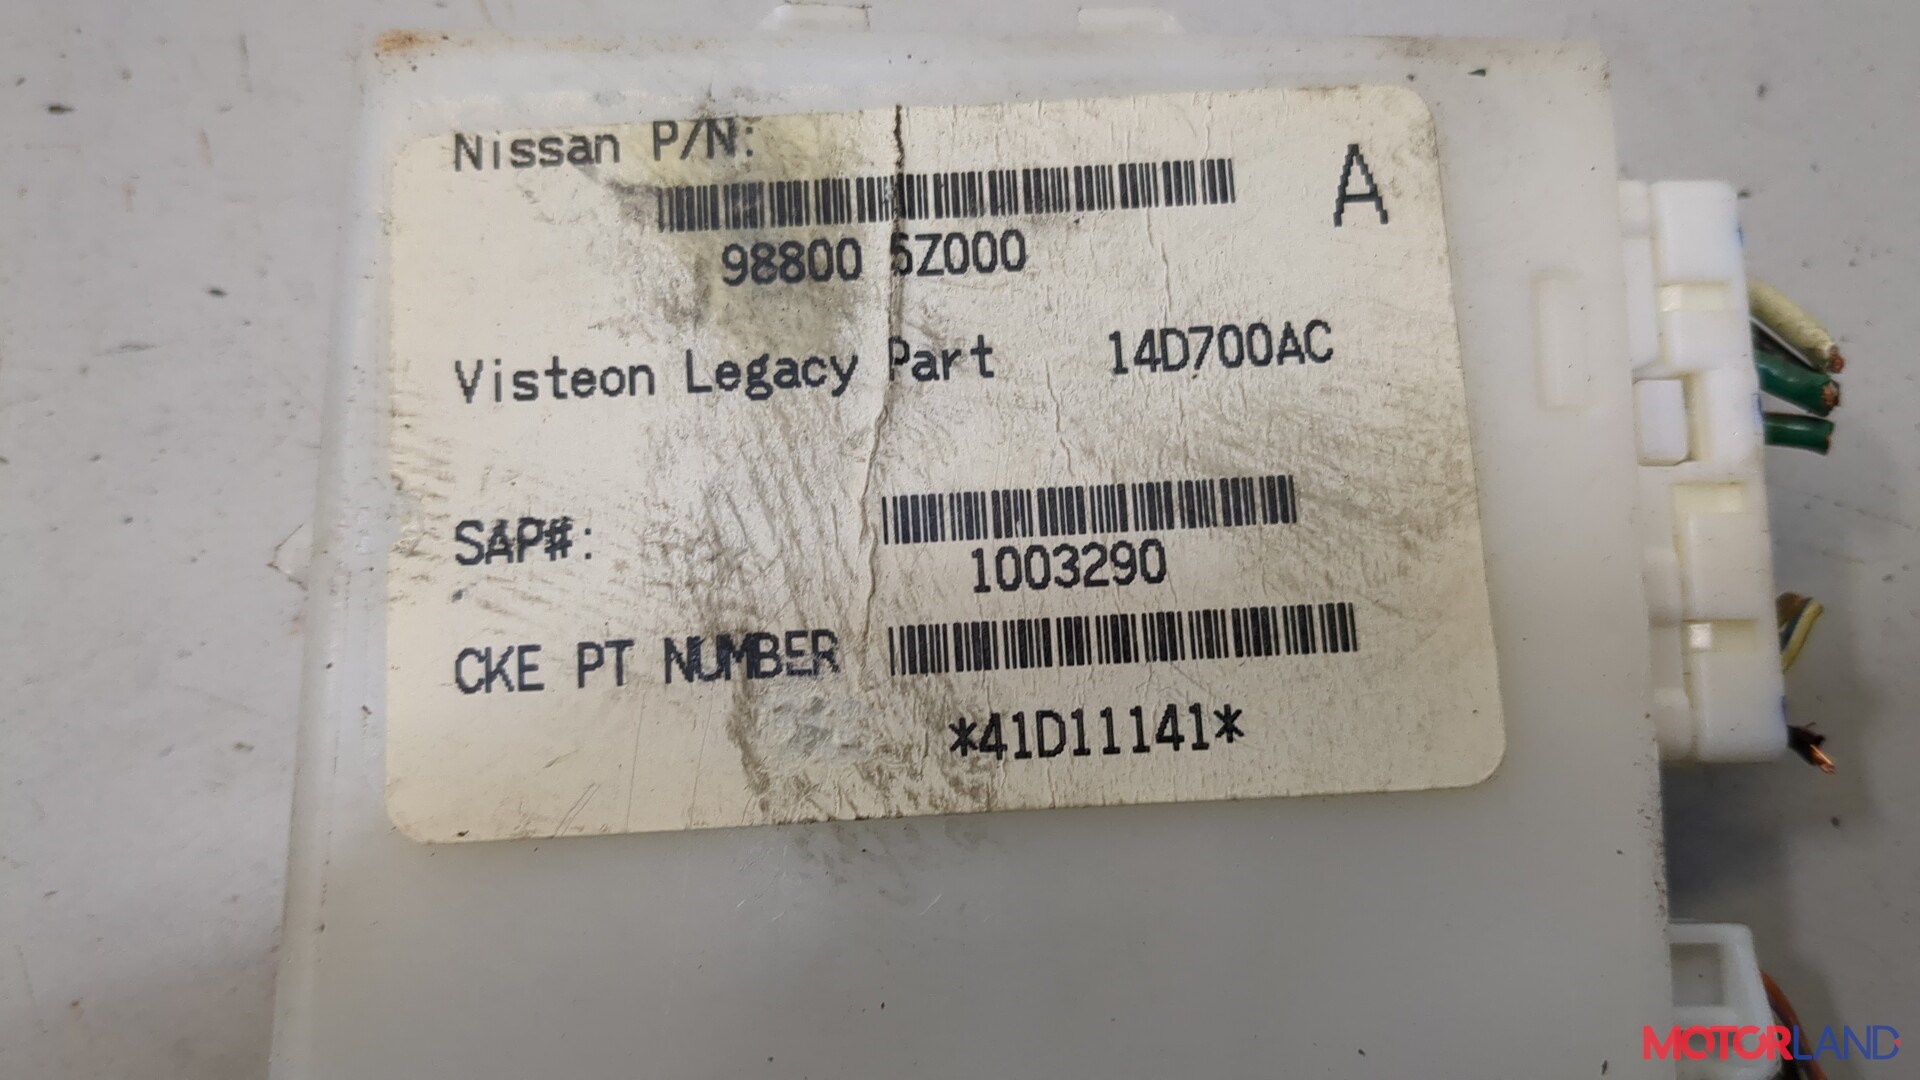 Nissan P/N:
A
98800 5Z000
Visteon Legacy Part 14D700AC
SAP#:
1003290
CKE PT NUMBER
*41D11141*
MOTORLAND